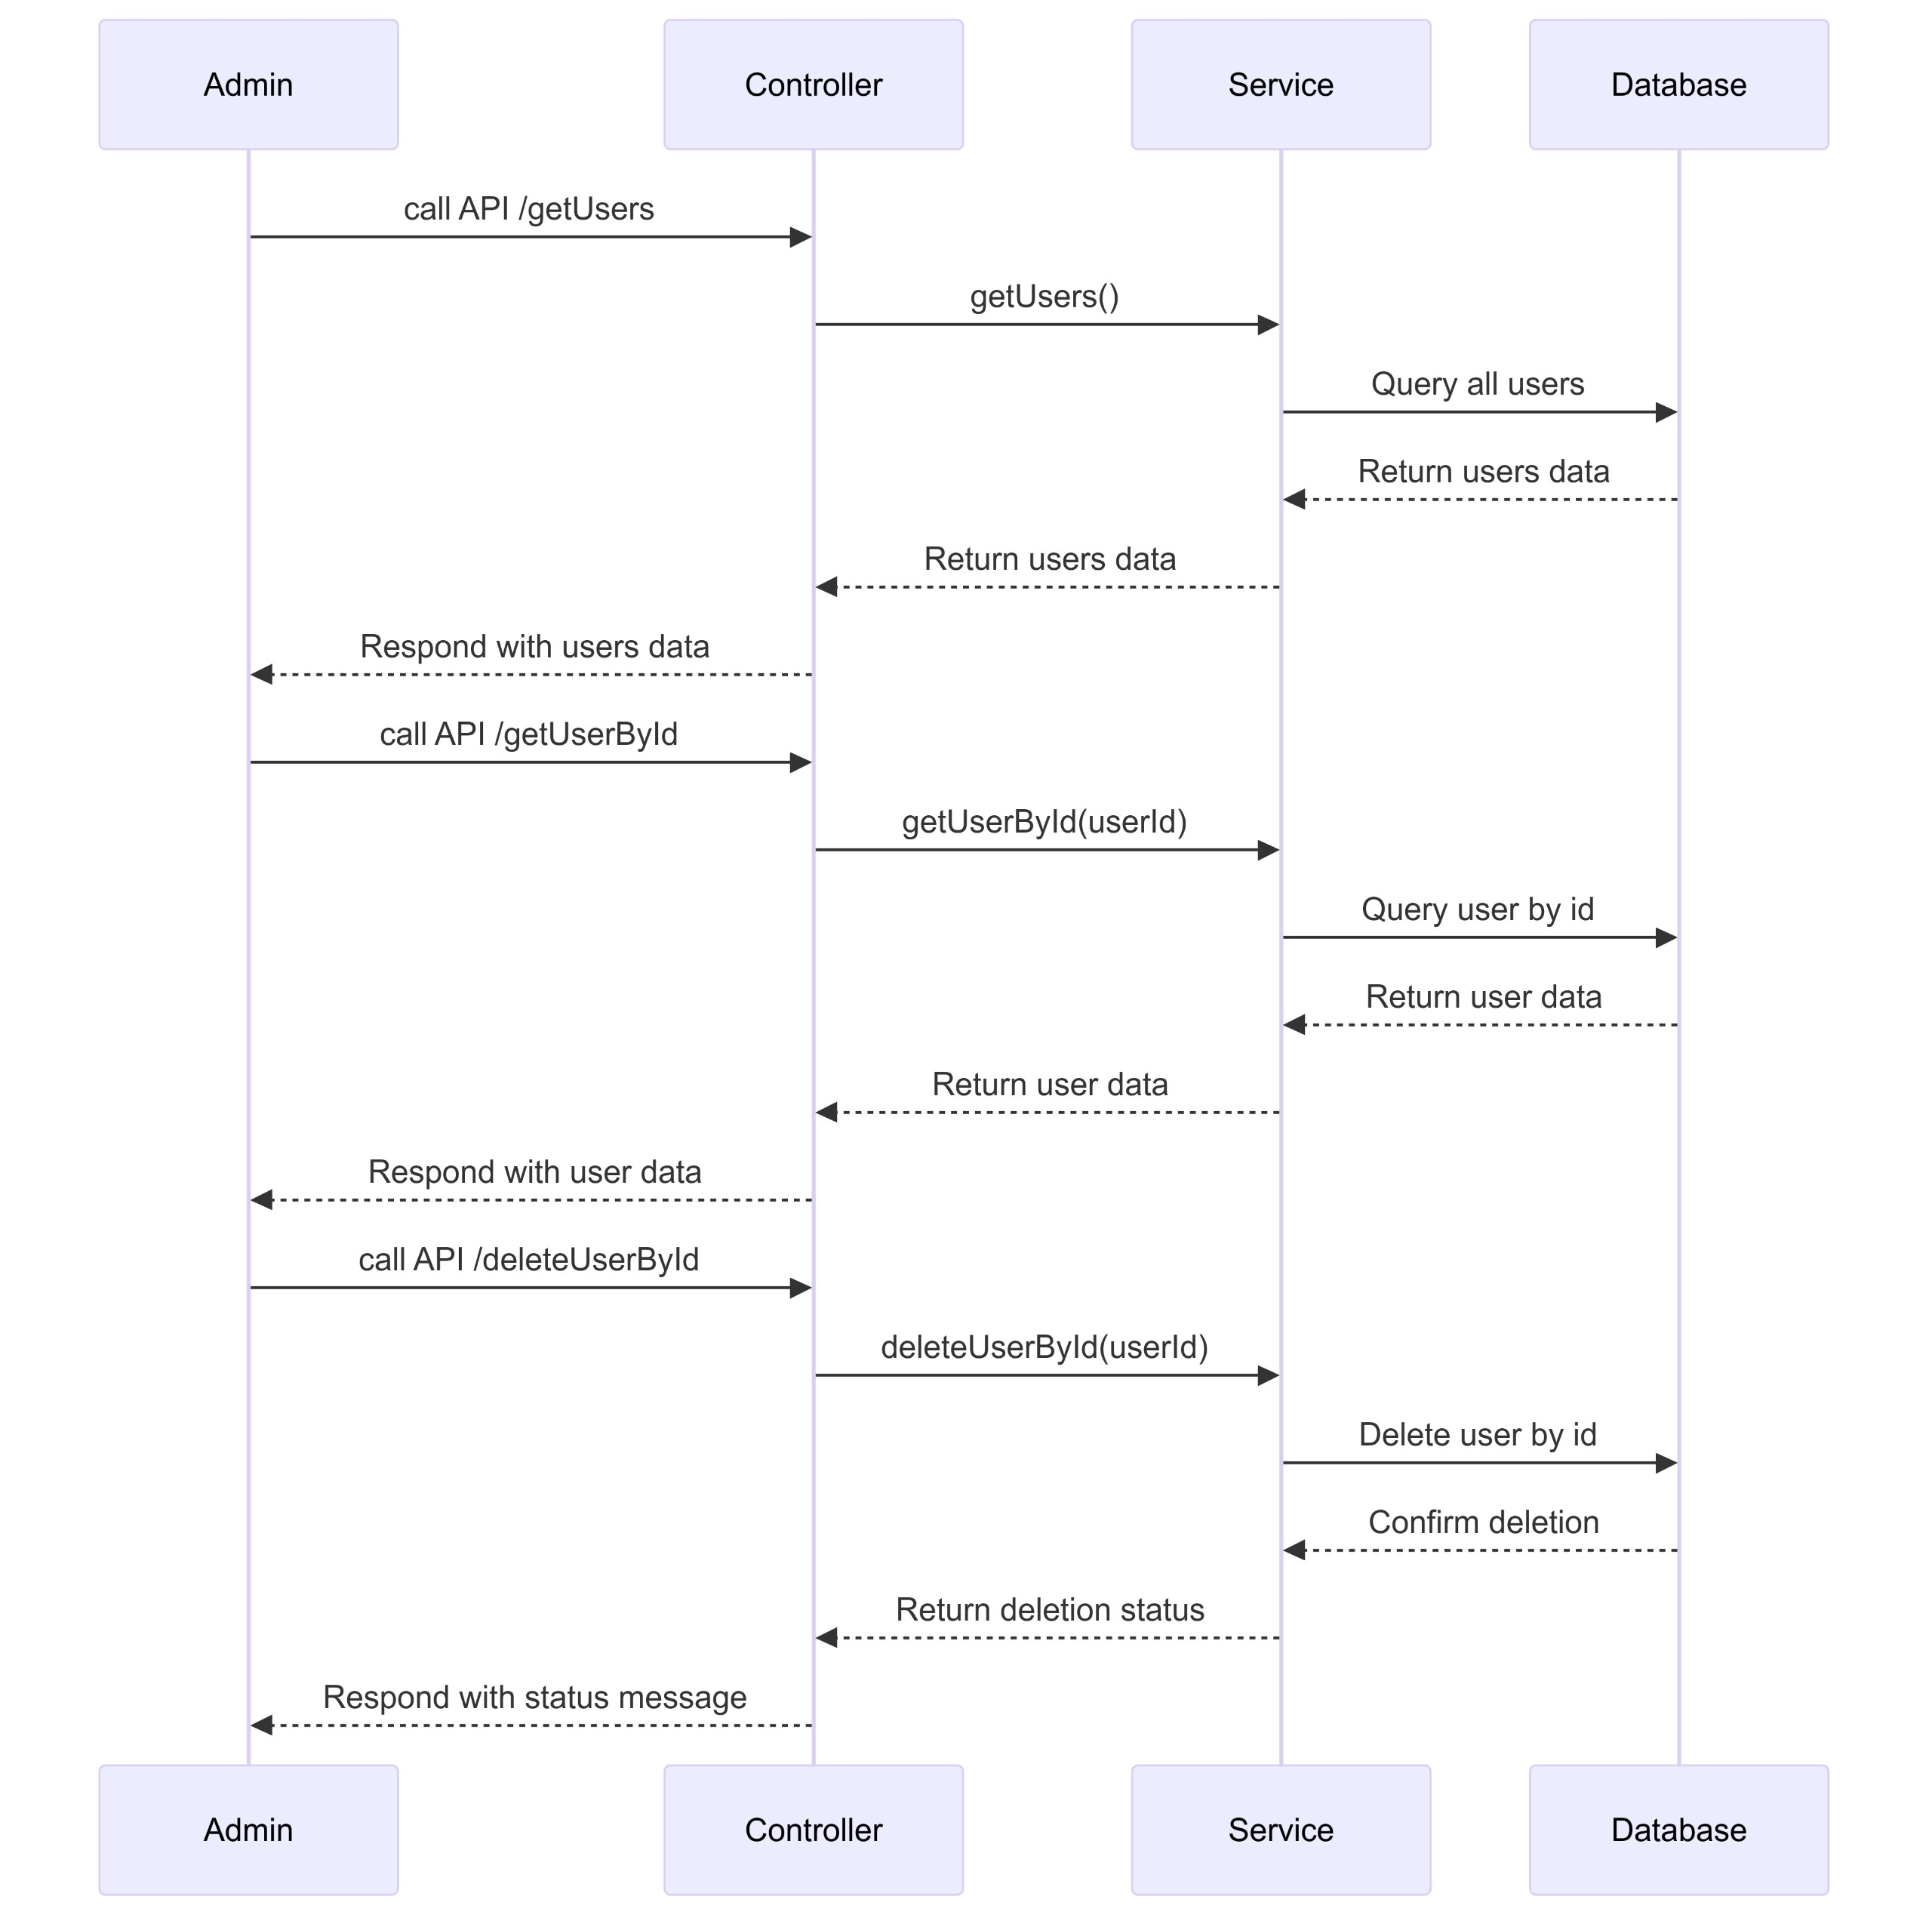 Admin
Controller
Service
Database
call API /getUsers
getUsers()
Query all users
Return users data
Return users data
Respond with users data
call API /getUserById
getUserById(userId)
Query user by id
Return user data
Return user data
Respond with user data
call API /deleteUserById
deleteUserById(userId)
Delete user by id
Confirm deletion
Return deletion status
Respond with status message
Admin
Controller
Service
Database